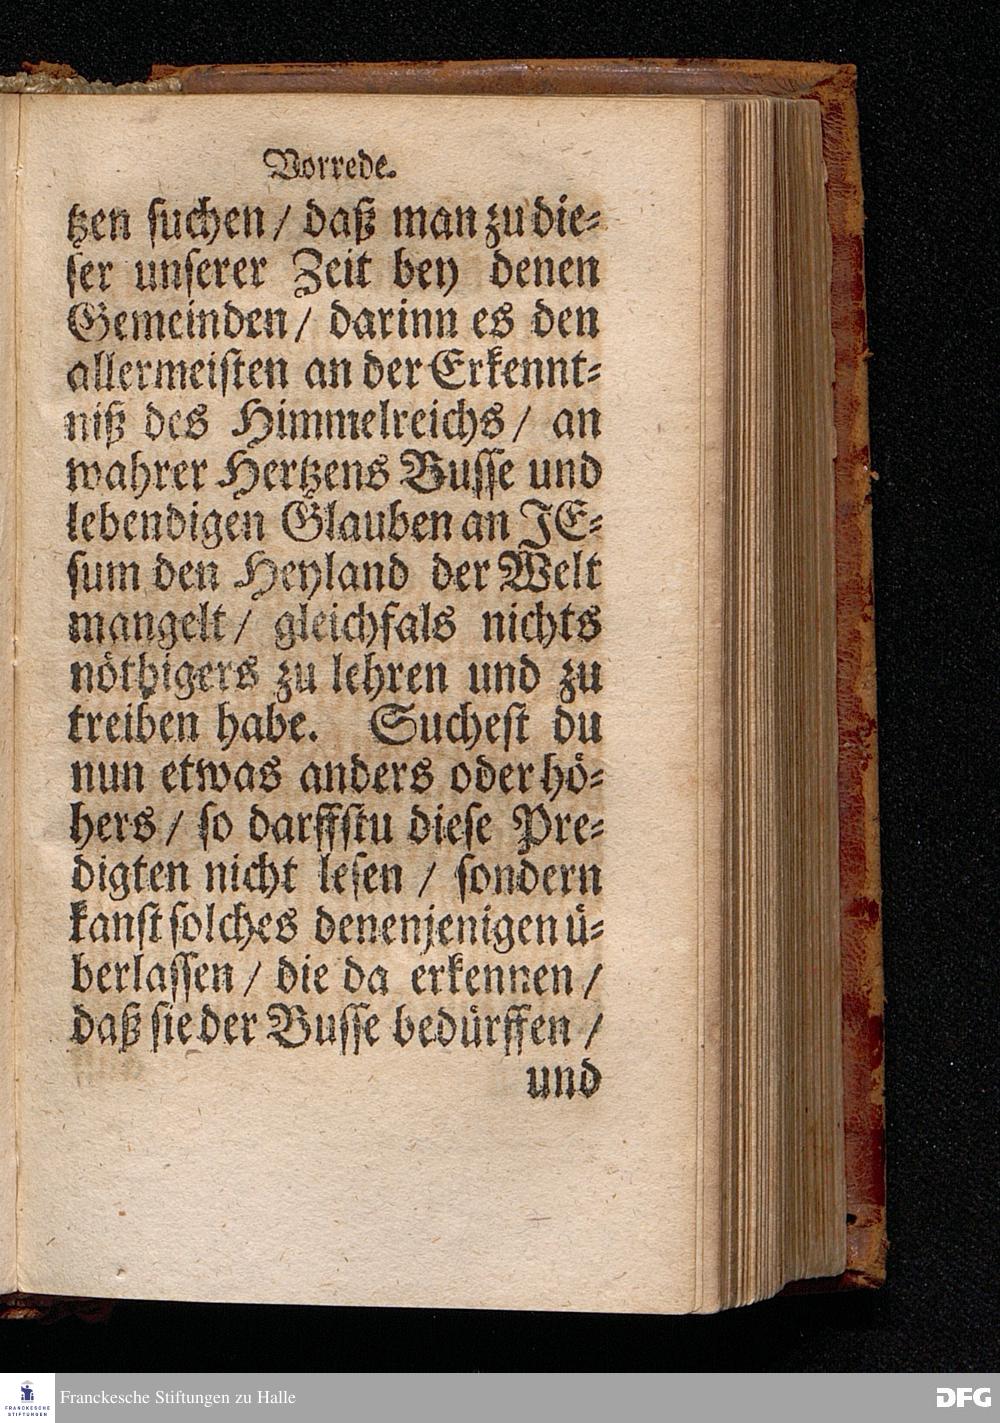 Vorrede.
tzen suchen / daß man zu die=
ser unserer Zeit bey denen
Gemeinden / darinn es den
allermeisten an der Erkennt=
niß des Himmelreichs / an
wahrer Hertzens Busse und
lebendigen Glauben an JE=
sum den Heyland der Welt
mangelt / gleichfals nichts
nöthigers zu lehren und zu
treiben habe. Suchest du
nun etwas anders oder hö=
hers / so darffstu diese Pre=
digten nicht lesen / sondern
kanst solches denenjenigen ü=
berlassen / die da erkennen /
daß sie der Busse bedürffen /
und
FRANCKESCHE
STIFTUNGEN
Franckesche Stiftungen zu Halle
DFG